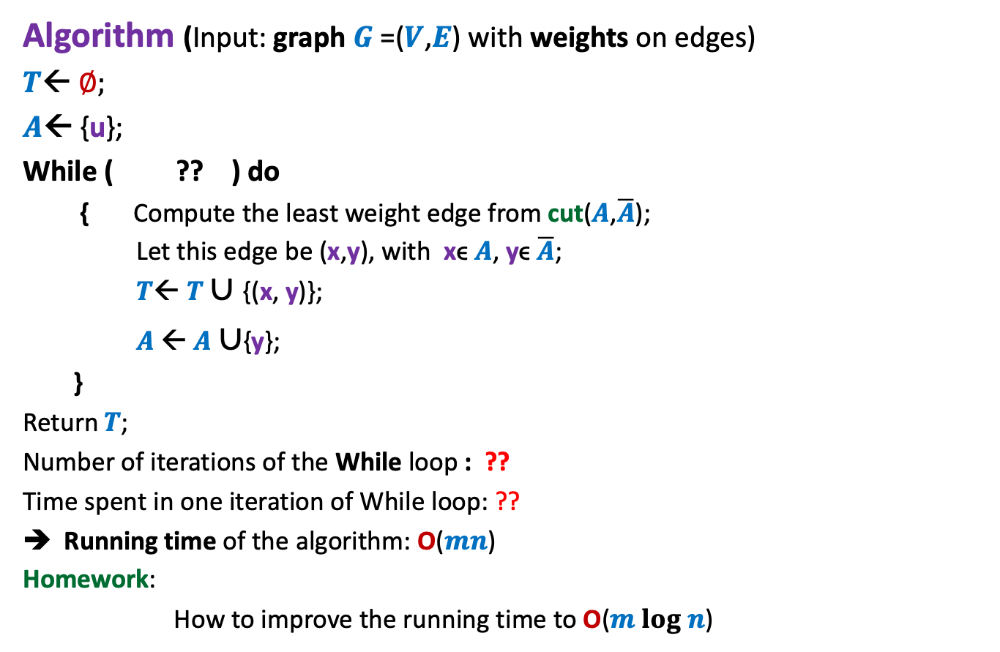 Algorithm (Input: graph G =(V,E) with weights on edges)
T← ∅;
A← {u};
While ( ?? ) do
{ Compute the least weight edge from cut(A,A̅);
Let this edge be (x,y), with xϵ A, yϵ A̅;
T← T ∪ {(x, y)};
A ← A ∪{y};
}
Return T;
Number of iterations of the While loop : ??
Time spent in one iteration of While loop: ??
➔ Running time of the algorithm: O(mn)
Homework:
How to improve the running time to O(m log n)